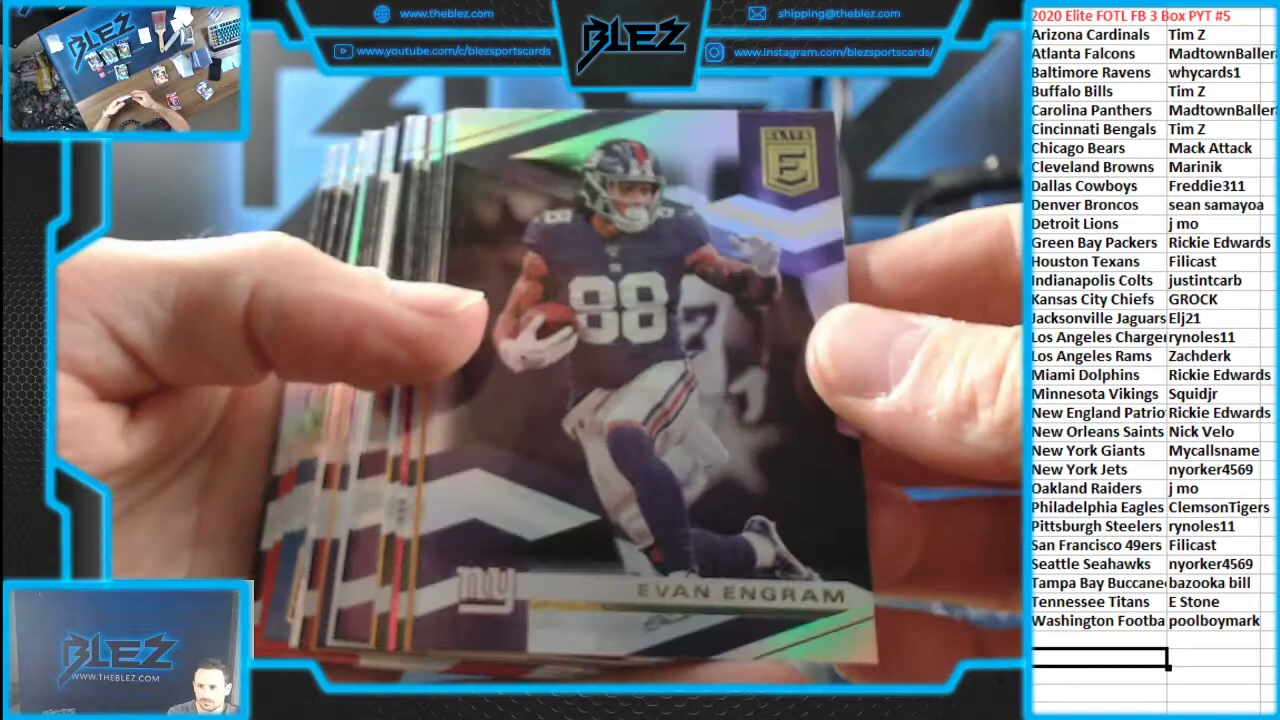 www.theblez.com
shipping@theblez.com
www.youtube.com/c/blezsportscards
www.instagram.com/blezsportscards/
BLEZ
BLEZ
ELITE
E
88
88
NY
EVAN ENGRAM
BLEZ
WWW.THEBLEZ.COM
2020 Elite FOTL FB 3 Box PYT #5
Arizona Cardinals Tim Z
Atlanta Falcons MadtownBaller
Baltimore Ravens whycards1
Buffalo Bills Tim Z
Carolina Panthers MadtownBaller
Cincinnati Bengals Tim Z
Chicago Bears Mack Attack
Cleveland Browns Marinik
Dallas Cowboys Freddie311
Denver Broncos sean samayoa
Detroit Lions j mo
Green Bay Packers Rickie Edwards
Houston Texans Filicast
Indianapolis Colts justintcarb
Kansas City Chiefs GROCK
Jacksonville Jaguars Elj21
Los Angeles Charger rynoles11
Los Angeles Rams Zachderk
Miami Dolphins Rickie Edwards
Minnesota Vikings Squidjr
New England Patrio Rickie Edwards
New Orleans Saints Nick Velo
New York Giants Mycallsname
New York Jets nyorker4569
Oakland Raiders j mo
Philadelphia Eagles ClemsonTigers
Pittsburgh Steelers rynoles11
San Francisco 49ers Filicast
Seattle Seahawks nyorker4569
Tampa Bay Buccane bazooka bill
Tennessee Titans E Stone
Washington Footba poolboymark